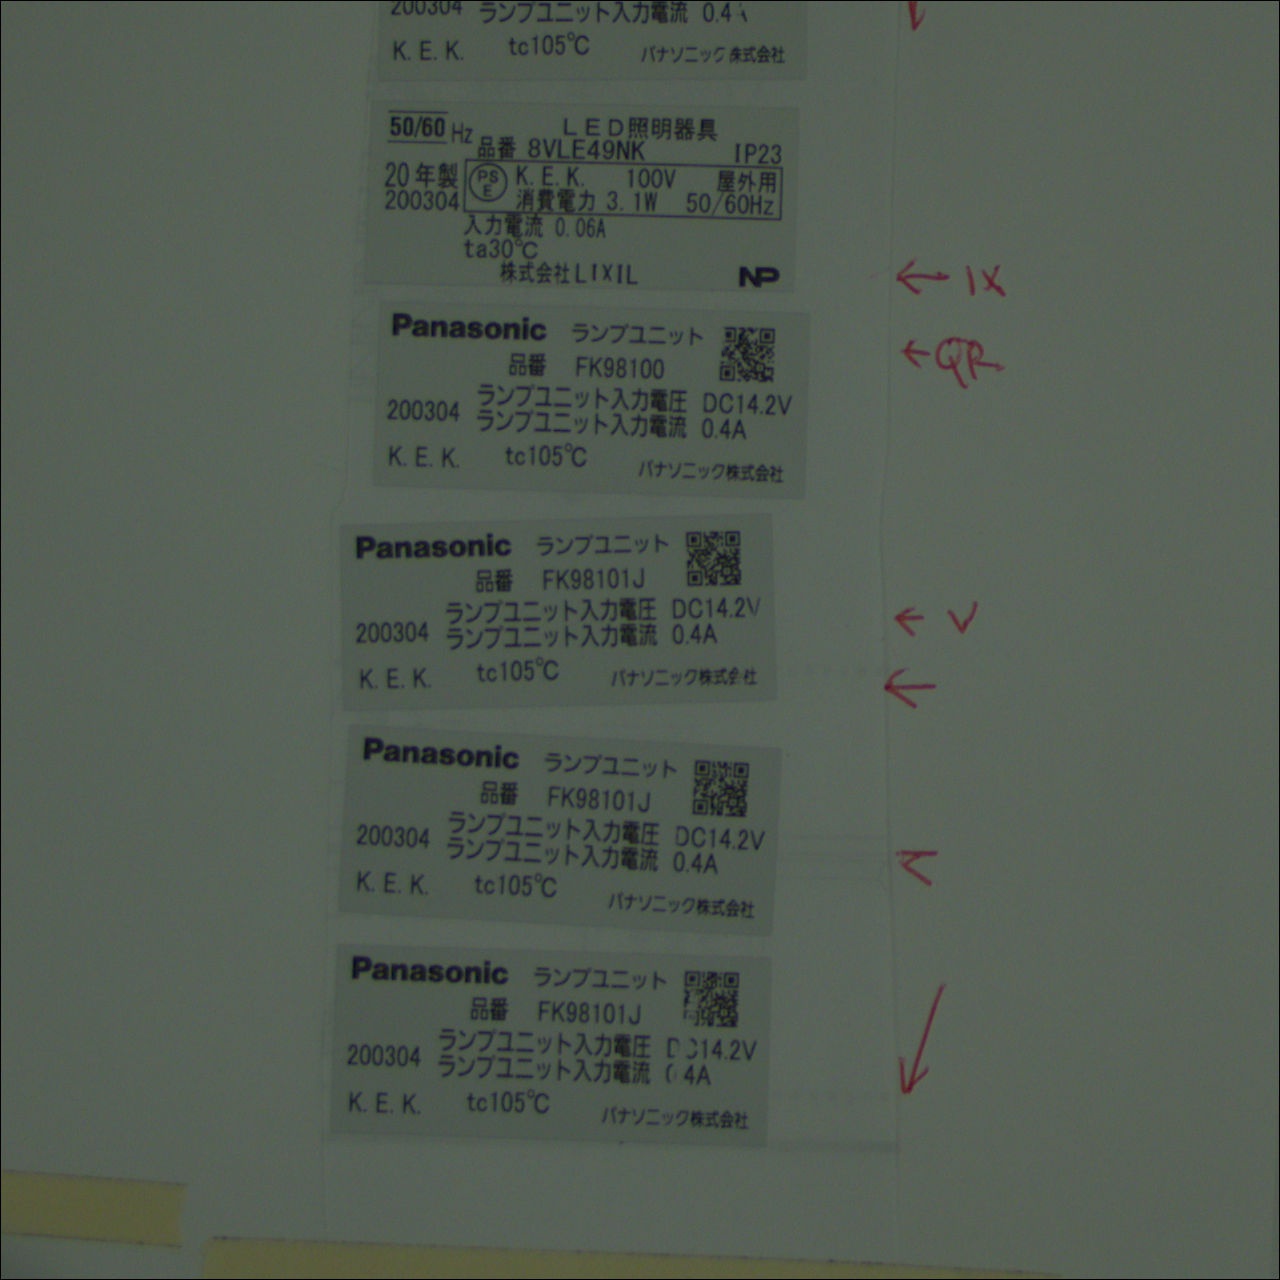 200304 ランプユニット入力電流 0.4A
K.E.K. tc105℃ パナソニック株式会社
50/60 Hz LED照明器具
品番 8VLE49NK IP23
20年製 PSE K.E.K. 100V 屋外用
200304 消費電力 3.1W 50/60Hz
入力電流 0.06A
ta30℃
株式会社LIXIL NP
← IX
Panasonic ランプユニット
← QR
品番 FK98100
ランプユニット入力電圧 DC14.2V
200304 ランプユニット入力電流 0.4A
K.E.K. tc105℃ パナソニック株式会社
Panasonic ランプユニット
品番 FK98101J
ランプユニット入力電圧 DC14.2V
← V
200304 ランプユニット入力電流 0.4A
K.E.K. tc105℃ パナソニック株式会社
Panasonic ランプユニット
品番 FK98101J
ランプユニット入力電圧 DC14.2V
200304 ランプユニット入力電流 0.4A
K.E.K. tc105℃ パナソニック株式会社
Panasonic ランプユニット
品番 FK98101J
ランプユニット入力電圧 DC14.2V
200304 ランプユニット入力電流 0.4A
K.E.K. tc105℃ パナソニック株式会社